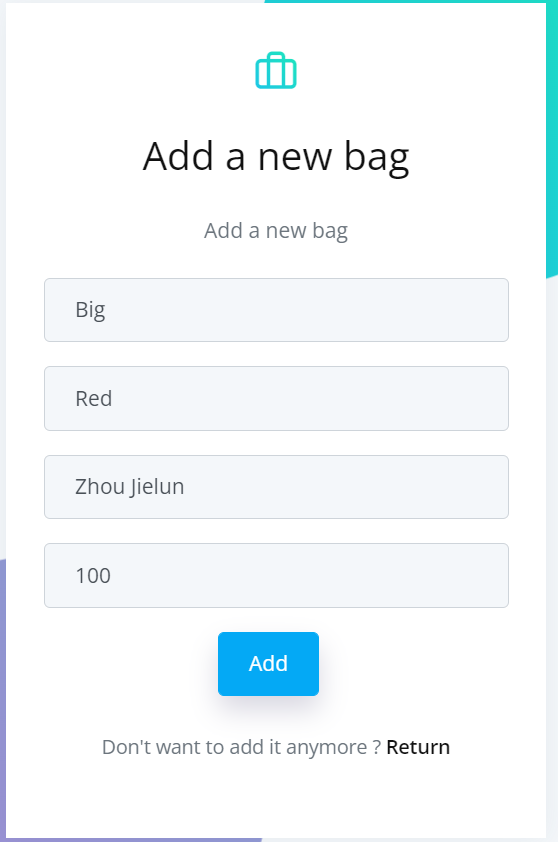 Add a new bag
Add a new bag
Big
Red
Zhou Jielun
100
Add
Don't want to add it anymore ? Return